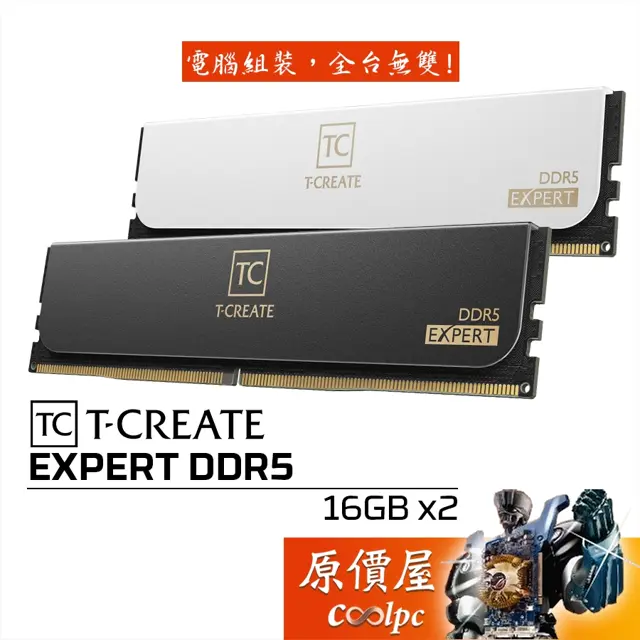 電腦組裝，全台無雙!
TC
T-CREATE
DDR5
EXPERT
TC
T-CREATE
DDR5
EXPERT
TC T-CREATE
EXPERT DDR5
16GB x2
原價屋
coolpc